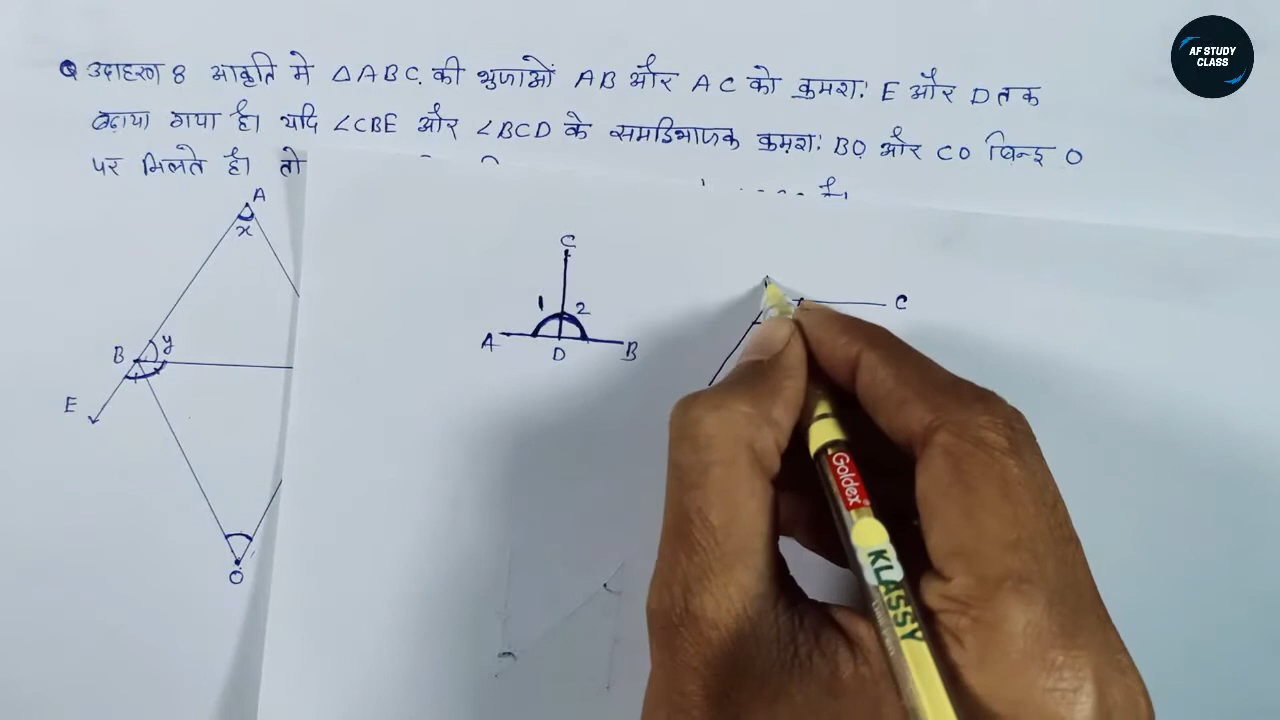 Q उदाहरण 8 आकृति मे △ABC की भुजाओं AB और AC को क्रमश: E और D तक
बढ़ाया गया है। यदि ∠CBE और ∠BCD के समद्विभाजक क्रमश: BO और CO बिन्दु O
पर मिलते है। तो
A
x
B
y
E
O
C
1 2
A D B
C
AF STUDY
CLASS
Goldex
KLASSY